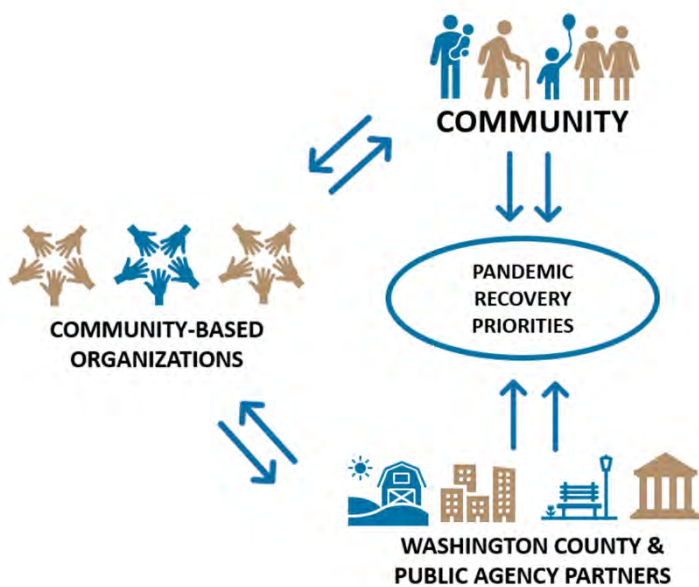 COMMUNITY
PANDEMIC
RECOVERY
PRIORITIES
COMMUNITY-BASED
ORGANIZATIONS
WASHINGTON COUNTY &
PUBLIC AGENCY PARTNERS